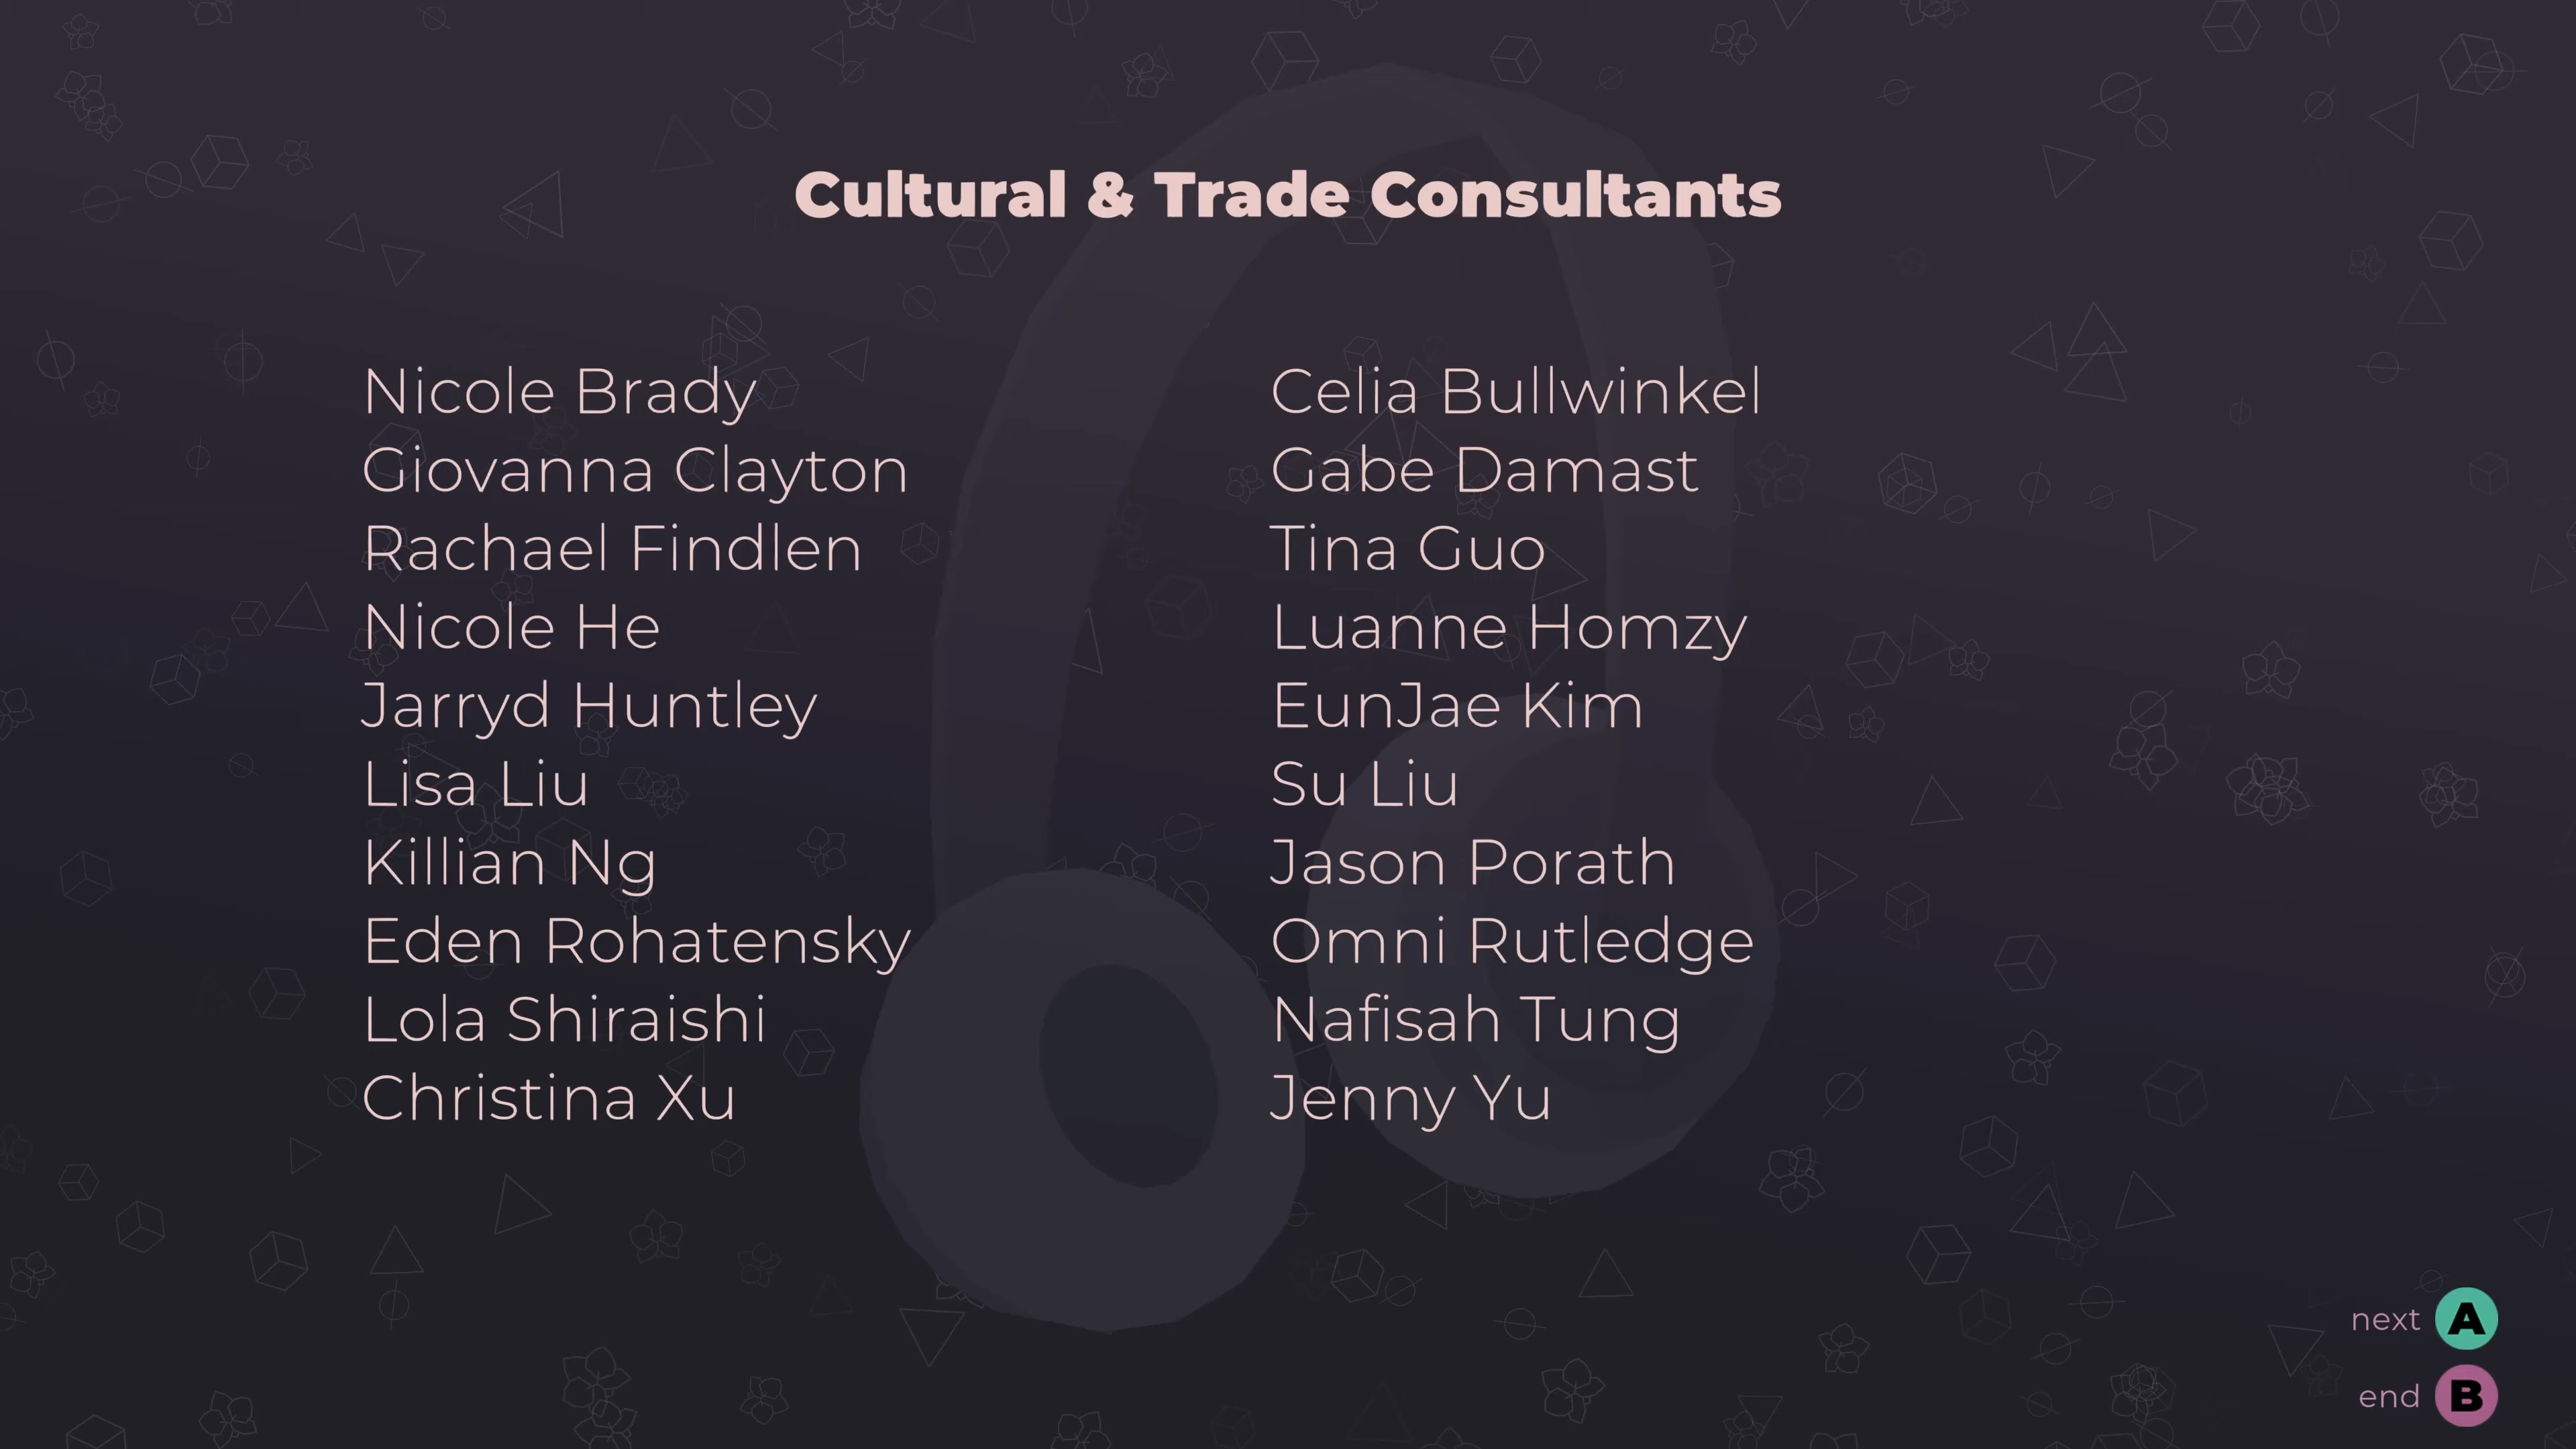 Cultural & Trade Consultants
Nicole Brady
Giovanna Clayton
Rachael Findlen
Nicole He
Jarryd Huntley
Lisa Liu
Killian Ng
Eden Rohatensky
Lola Shiraishi
Christina Xu
Celia Bullwinkel
Gabe Damast
Tina Guo
Luanne Homzy
EunJae Kim
Su Liu
Jason Porath
Omni Rutledge
Nafisah Tung
Jenny Yu
next A
end B